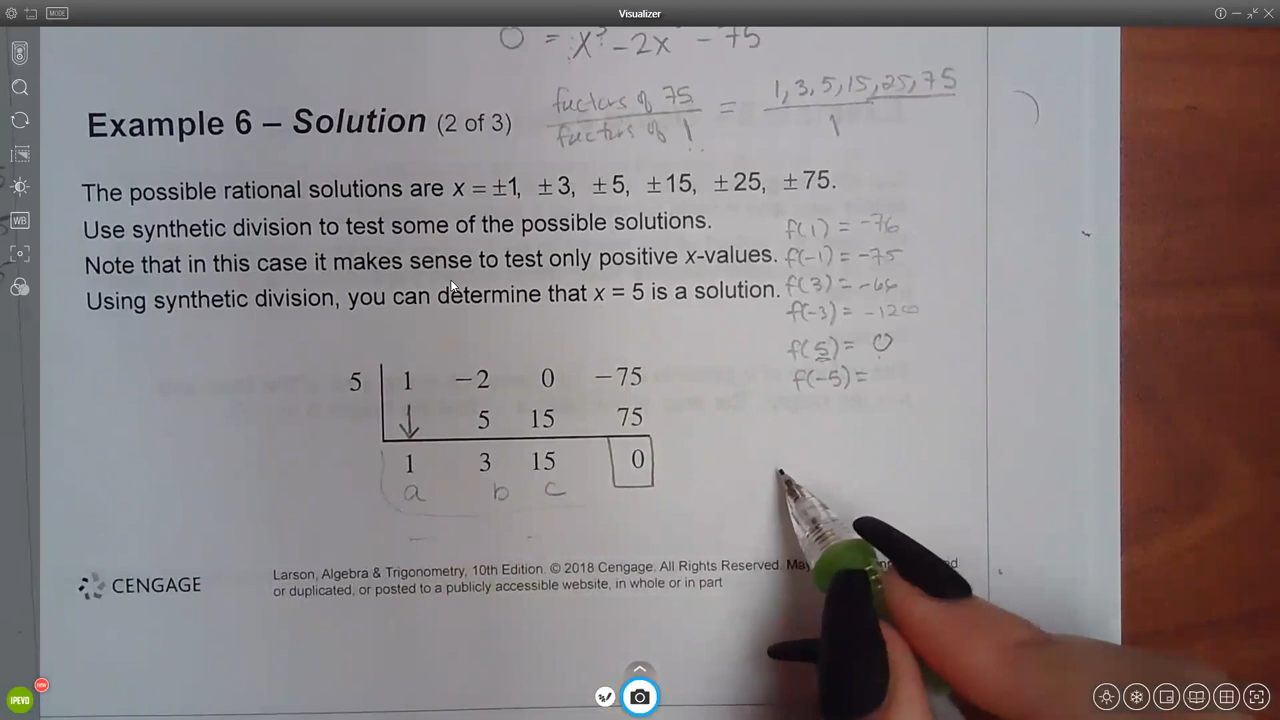 MODE
Visualizer
0 = x³ - 2x² - 75
factors of 75 = 1, 3, 5, 15, 25, 75
factors of 1 1
Example 6 – Solution (2 of 3)
The possible rational solutions are x = ±1, ±3, ±5, ±15, ±25, ±75.
Use synthetic division to test some of the possible solutions.
f(1) = -76
Note that in this case it makes sense to test only positive x-values.
f(-1) = -75
Using synthetic division, you can determine that x = 5 is a solution.
f(3) = -66
f(-3) = -120
f(5) = 0
f(-5) =
5 1 −2 0 −75
5 15 75
1 3 15 0
a b c
CENGAGE
Larson, Algebra & Trigonometry, 10th Edition. © 2018 Cengage. All Rights Reserved. May
or duplicated, or posted to a publicly accessible website, in whole or in part
WB
IPEVO
new